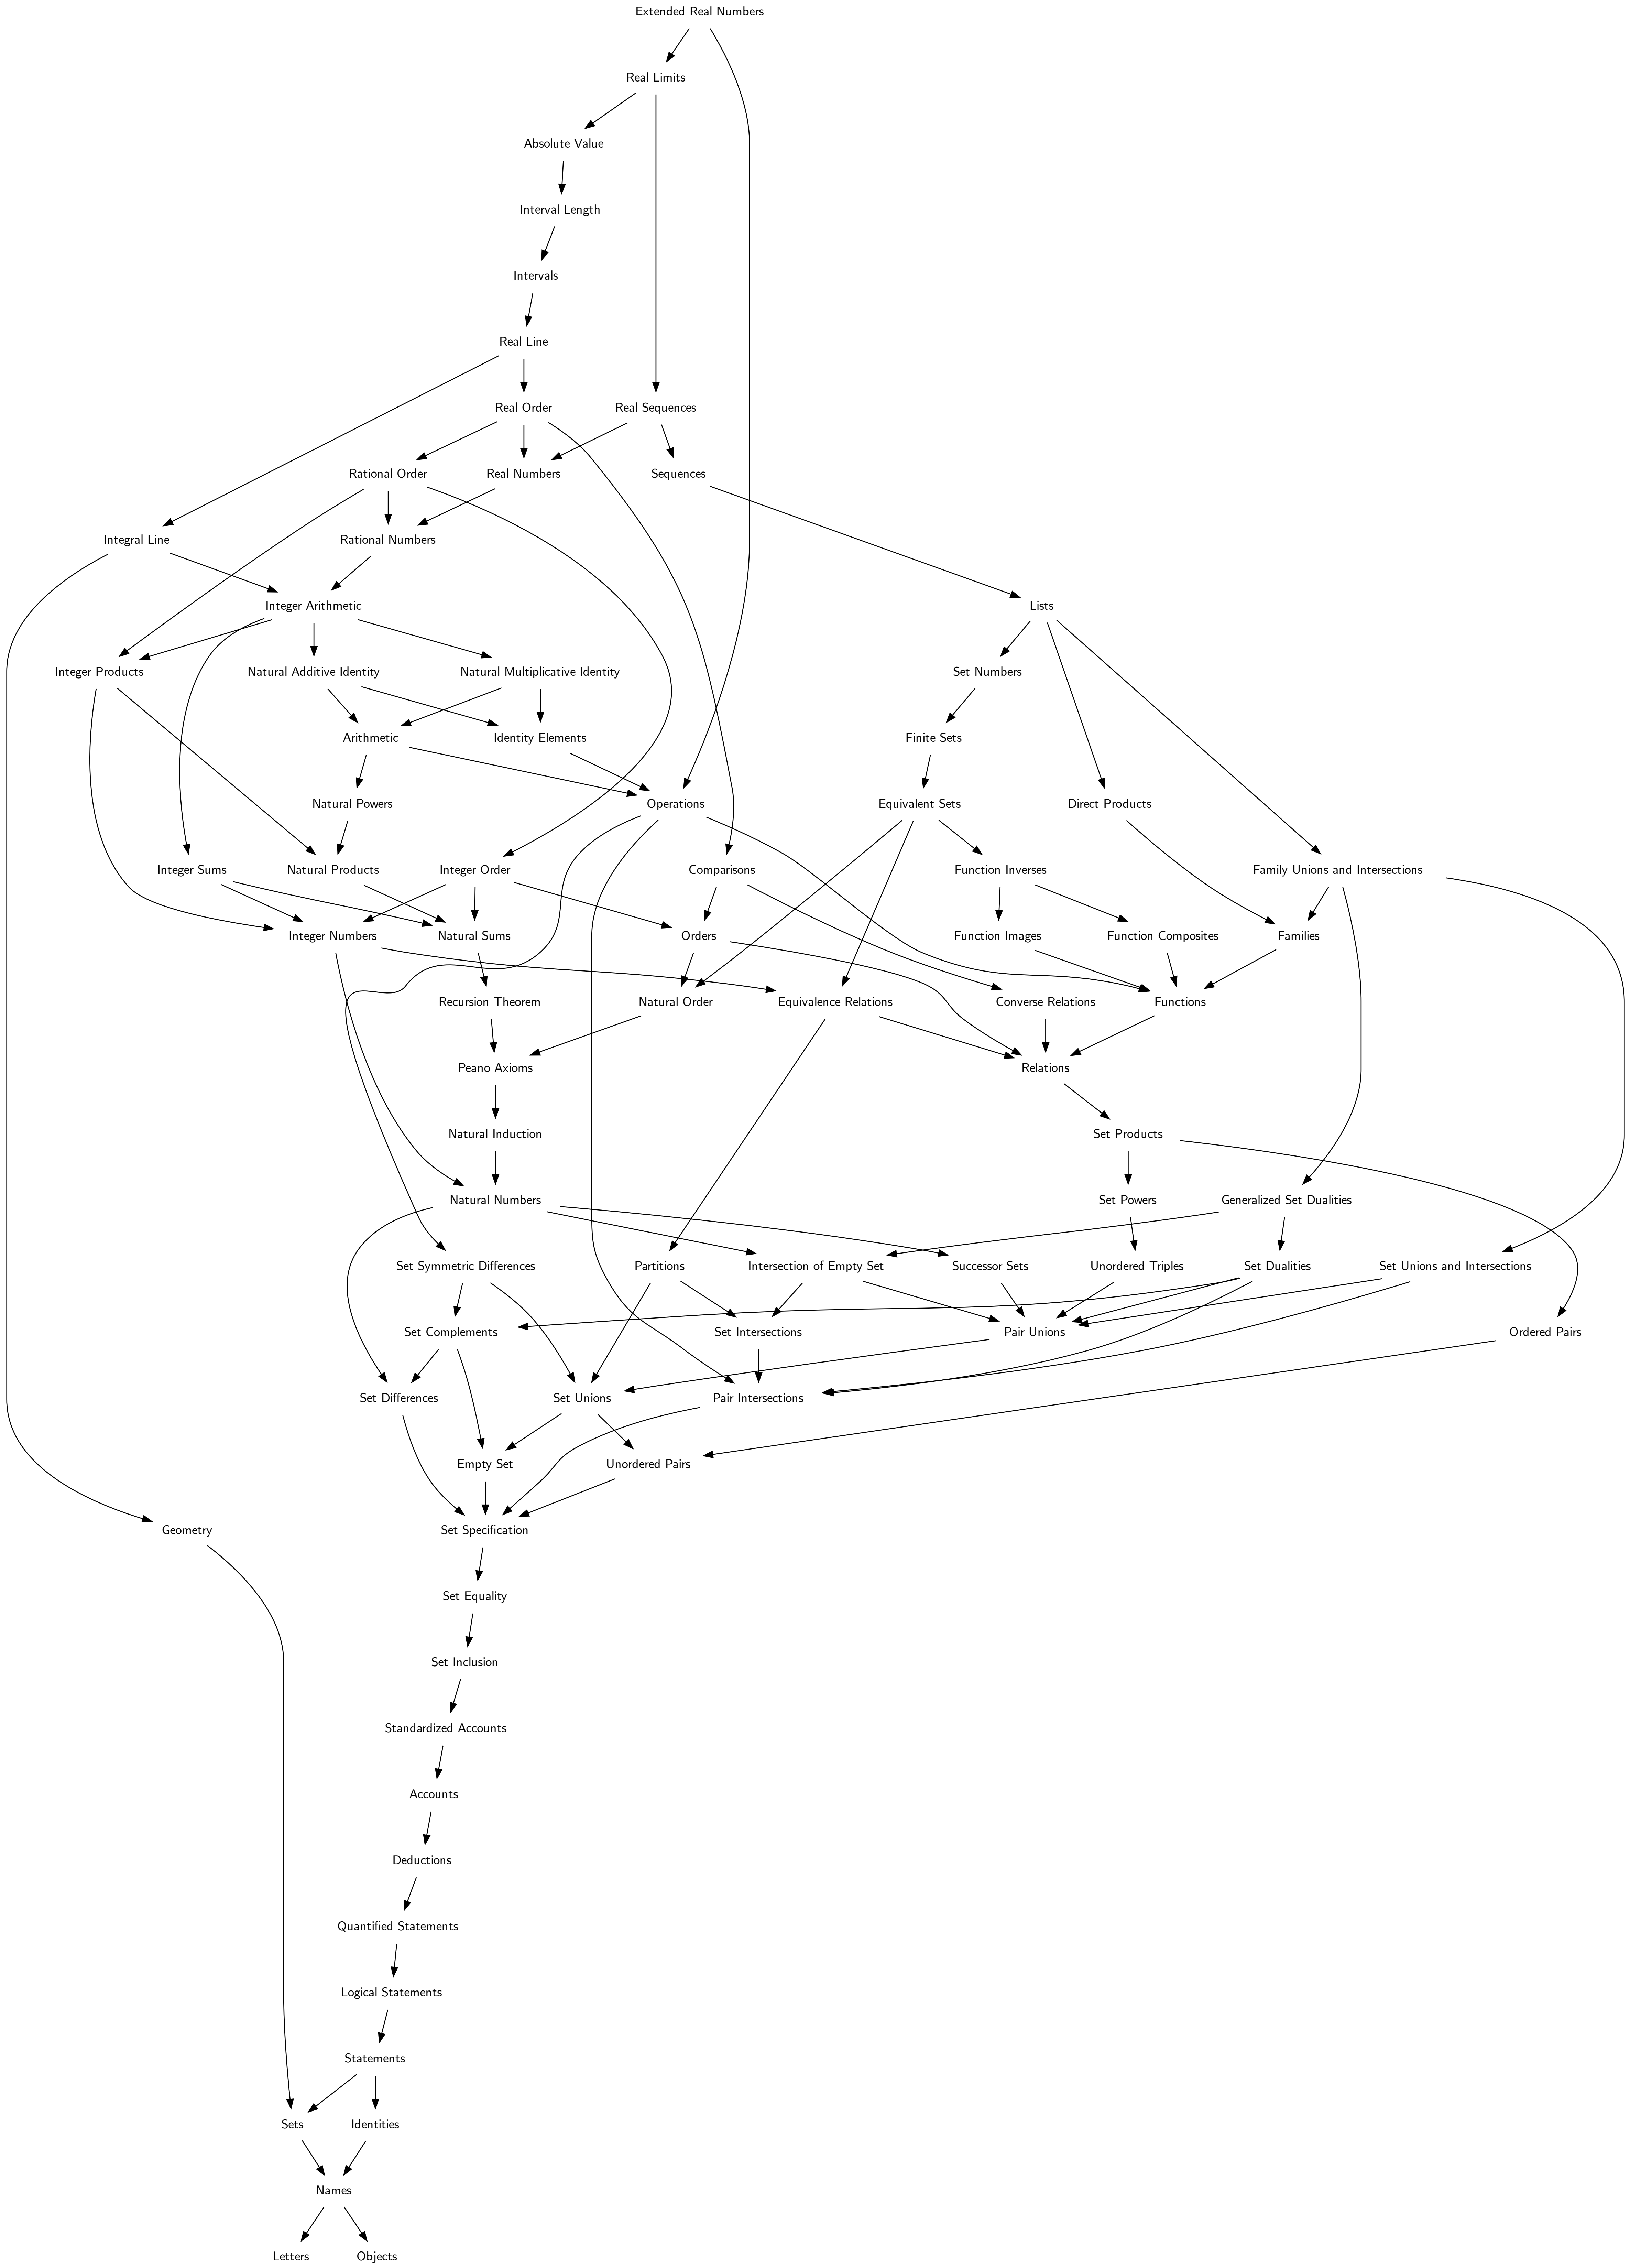 Extended Real Numbers
Real Limits
Absolute Value
Interval Length
Intervals
Real Line
Real Order
Real Sequences
Rational Order
Real Numbers
Sequences
Integral Line
Rational Numbers
Integer Arithmetic
Lists
Integer Products
Natural Additive Identity
Natural Multiplicative Identity
Set Numbers
Arithmetic
Identity Elements
Finite Sets
Natural Powers
Operations
Equivalent Sets
Direct Products
Integer Sums
Natural Products
Integer Order
Comparisons
Function Inverses
Family Unions and Intersections
Integer Numbers
Natural Sums
Orders
Function Images
Function Composites
Families
Recursion Theorem
Natural Order
Equivalence Relations
Converse Relations
Functions
Peano Axioms
Relations
Natural Induction
Set Products
Natural Numbers
Set Powers
Generalized Set Dualities
Set Symmetric Differences
Partitions
Intersection of Empty Set
Successor Sets
Unordered Triples
Set Dualities
Set Unions and Intersections
Set Complements
Set Intersections
Pair Unions
Ordered Pairs
Set Differences
Set Unions
Pair Intersections
Empty Set
Unordered Pairs
Geometry
Set Specification
Set Equality
Set Inclusion
Standardized Accounts
Accounts
Deductions
Quantified Statements
Logical Statements
Statements
Sets
Identities
Names
Letters
Objects